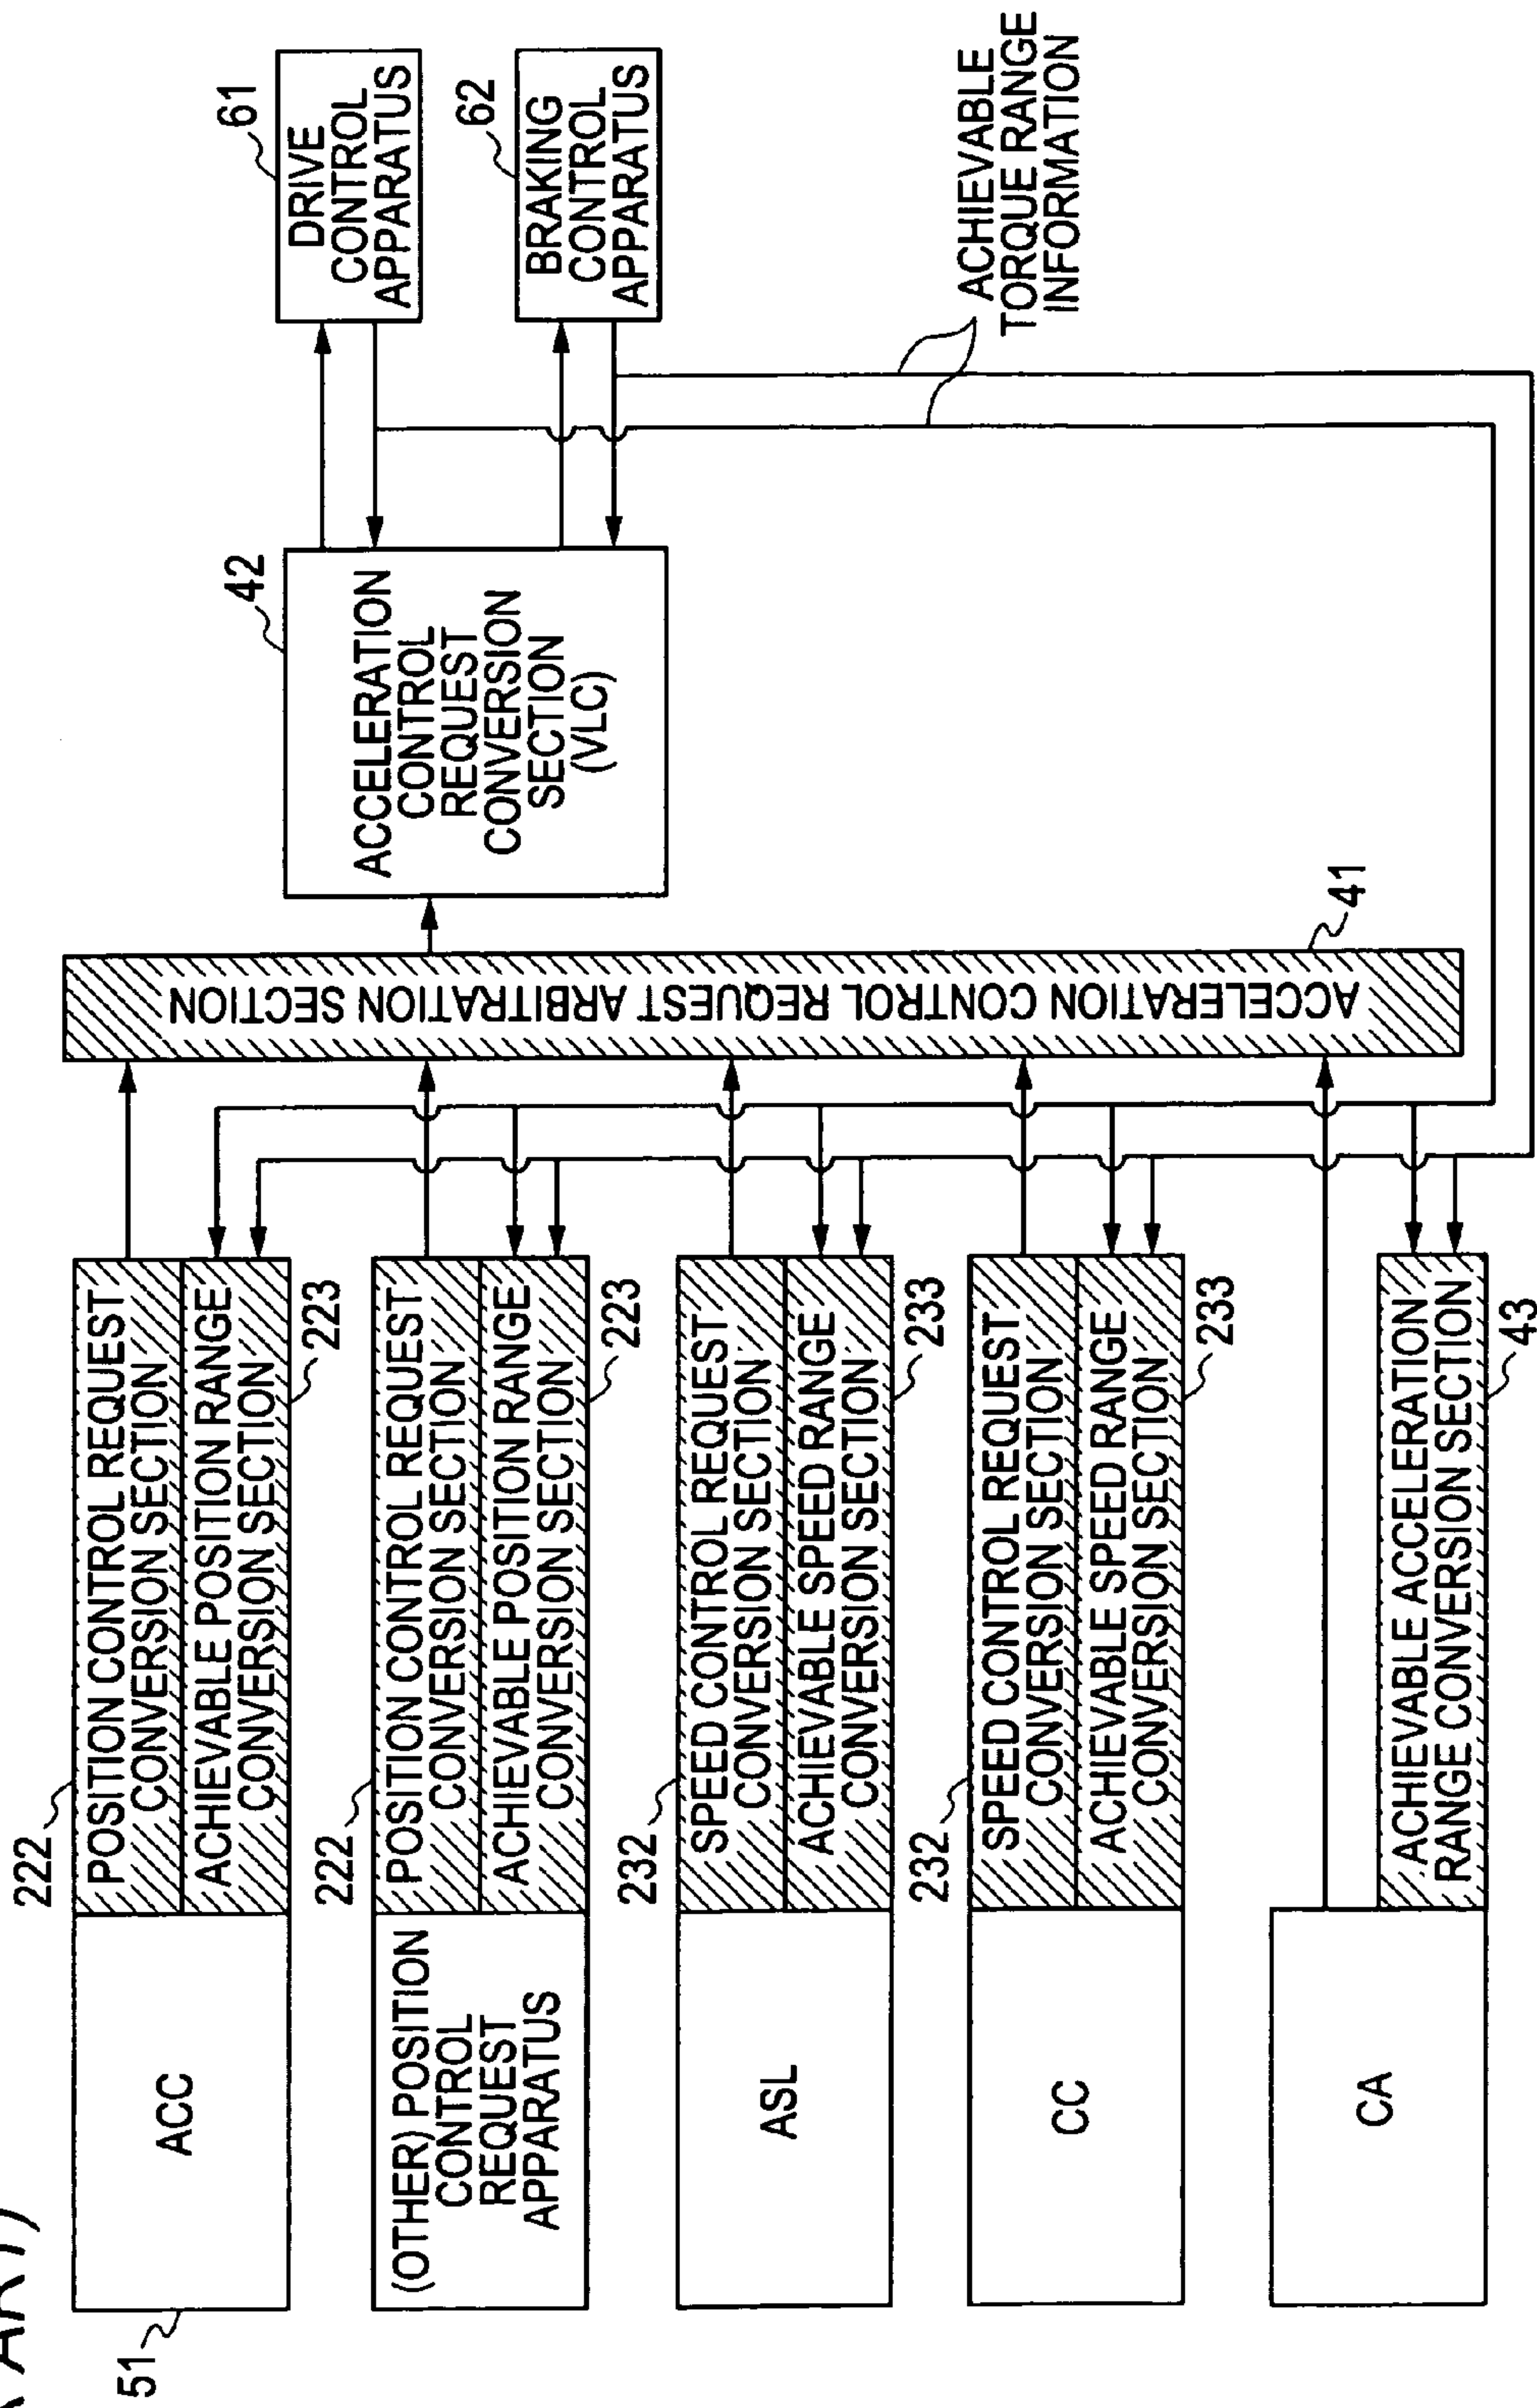 ART)
51
ACC
222
POSITION CONTROL REQUEST
CONVERSION SECTION
ACHIEVABLE POSITION RANGE
CONVERSION SECTION
223
(OTHER) POSITION
CONTROL
REQUEST
APPARATUS
222
POSITION CONTROL REQUEST
CONVERSION SECTION
ACHIEVABLE POSITION RANGE
CONVERSION SECTION
223
ASL
232
SPEED CONTROL REQUEST
CONVERSION SECTION
ACHIEVABLE SPEED RANGE
CONVERSION SECTION
233
CC
232
SPEED CONTROL REQUEST
CONVERSION SECTION
ACHIEVABLE SPEED RANGE
CONVERSION SECTION
233
CA
ACHIEVABLE ACCELERATION
RANGE CONVERSION SECTION
43
ACCELERATION CONTROL REQUEST ARBITRATION SECTION
41
42
ACCELERATION
CONTROL
REQUEST
CONVERSION
SECTION
(VLC)
61
DRIVE
CONTROL
APPARATUS
62
BRAKING
CONTROL
APPARATUS
ACHIEVABLE
TORQUE RANGE
INFORMATION